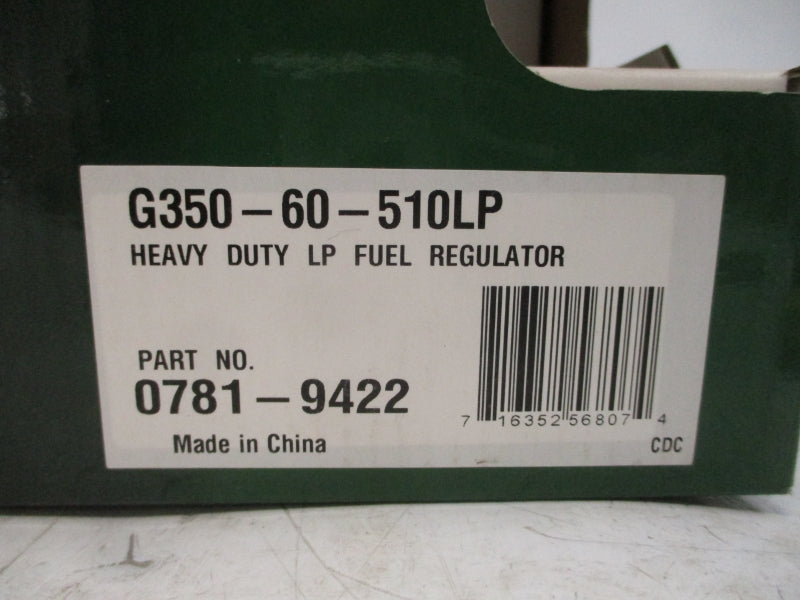 G350-60-510LP
HEAVY DUTY LP FUEL REGULATOR
PART NO.
0781-9422
7 16352 56807 4
Made in China
CDC